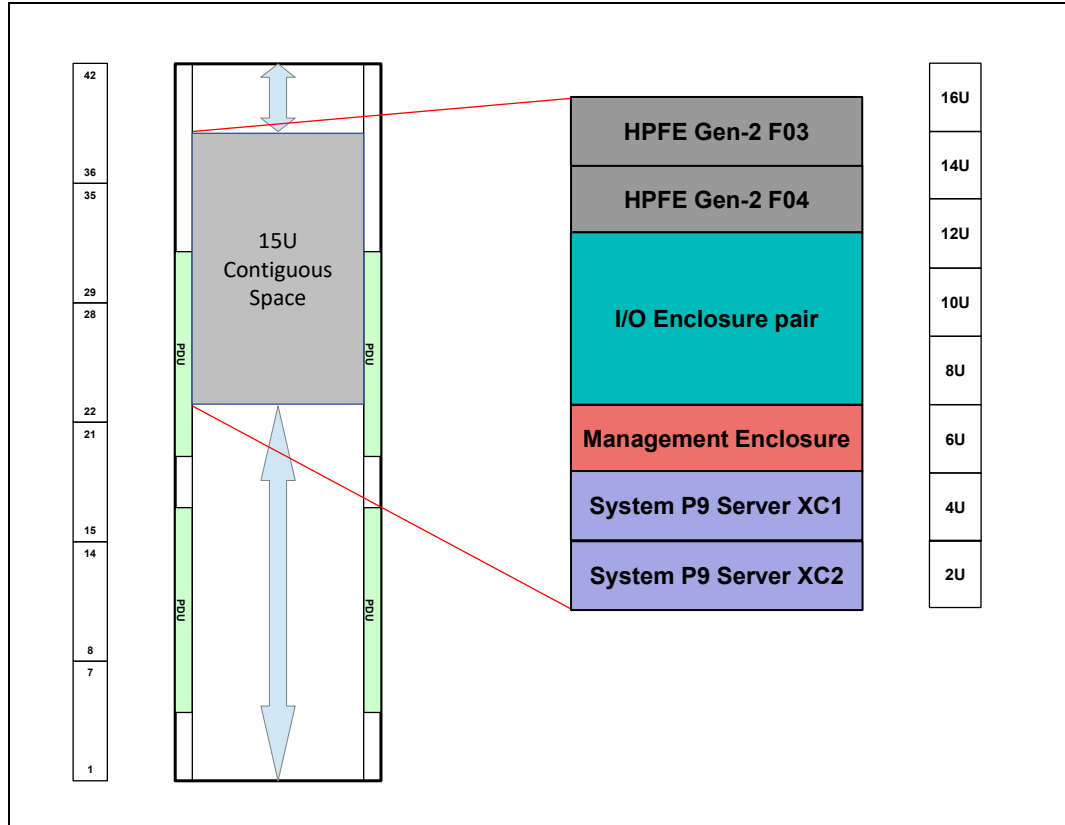 42
36
35
29
28
22
21
15
14
8
7
1
PDU
PDU
PDU
PDU
15U
Contiguous
Space
HPFE Gen-2 F03
HPFE Gen-2 F04
I/O Enclosure pair
Management Enclosure
System P9 Server XC1
System P9 Server XC2
16U
14U
12U
10U
8U
6U
4U
2U